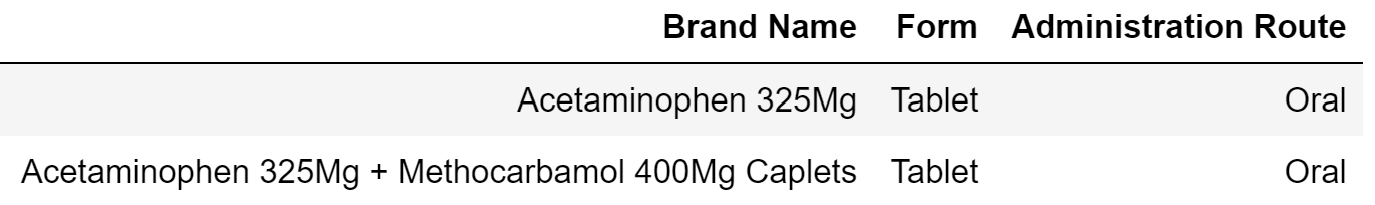 Brand Name Form Administration Route
Acetaminophen 325Mg Tablet Oral
Acetaminophen 325Mg + Methocarbamol 400Mg Caplets Tablet Oral